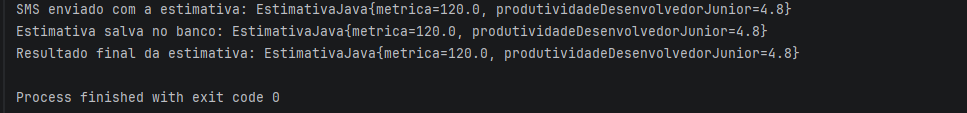 SMS enviado com a estimativa: EstimativaJava{metrica=120.0, produtividadeDesenvolvedorJunior=4.8}
Estimativa salva no banco: EstimativaJava{metrica=120.0, produtividadeDesenvolvedorJunior=4.8}
Resultado final da estimativa: EstimativaJava{metrica=120.0, produtividadeDesenvolvedorJunior=4.8}
Process finished with exit code 0